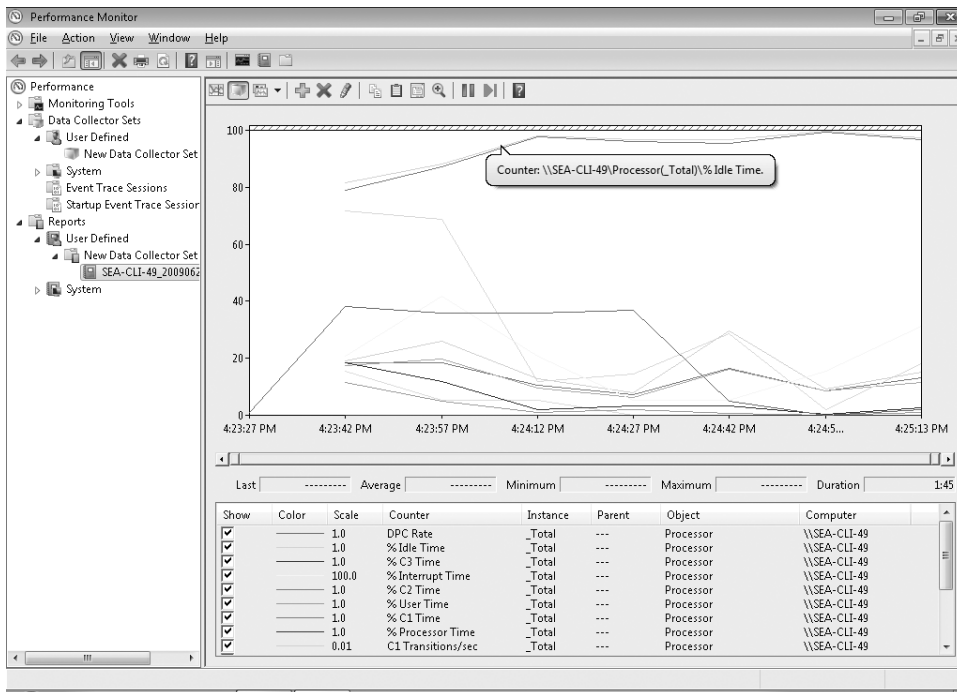 Performance Monitor
File Action View Window Help
Performance
Monitoring Tools
Data Collector Sets
User Defined
New Data Collector Set
System
Event Trace Sessions
Startup Event Trace Session
Reports
User Defined
New Data Collector Set
SEA-CLI-49_2009062
System
100
80
60
40
20
0
Counter: \\SEA-CLI-49\Processor(_Total)\% Idle Time.
4:23:27 PM 4:23:42 PM 4:23:57 PM 4:24:12 PM 4:24:27 PM 4:24:42 PM 4:24:5... 4:25:13 PM
Last --------- Average --------- Minimum --------- Maximum --------- Duration 1:45
Show Color Scale Counter Instance Parent Object Computer
1.0 DPC Rate _Total --- Processor \\SEA-CLI-49
1.0 % Idle Time _Total --- Processor \\SEA-CLI-49
1.0 % C3 Time _Total --- Processor \\SEA-CLI-49
100.0 % Interrupt Time _Total --- Processor \\SEA-CLI-49
1.0 % C2 Time _Total --- Processor \\SEA-CLI-49
1.0 % User Time _Total --- Processor \\SEA-CLI-49
1.0 % C1 Time _Total --- Processor \\SEA-CLI-49
1.0 % Processor Time _Total --- Processor \\SEA-CLI-49
0.01 C1 Transitions/sec _Total --- Processor \\SEA-CLI-49